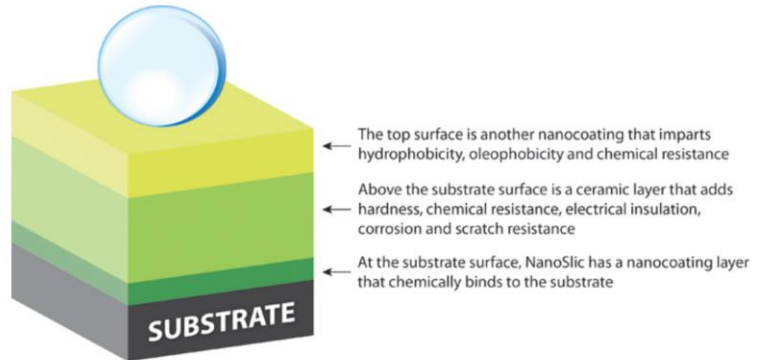 The top surface is another nanocoating that imparts
hydrophobicity, oleophobicity and chemical resistance
Above the substrate surface is a ceramic layer that adds
hardness, chemical resistance, electrical insulation,
corrosion and scratch resistance
At the substrate surface, NanoSlic has a nanocoating layer
that chemically binds to the substrate
SUBSTRATE